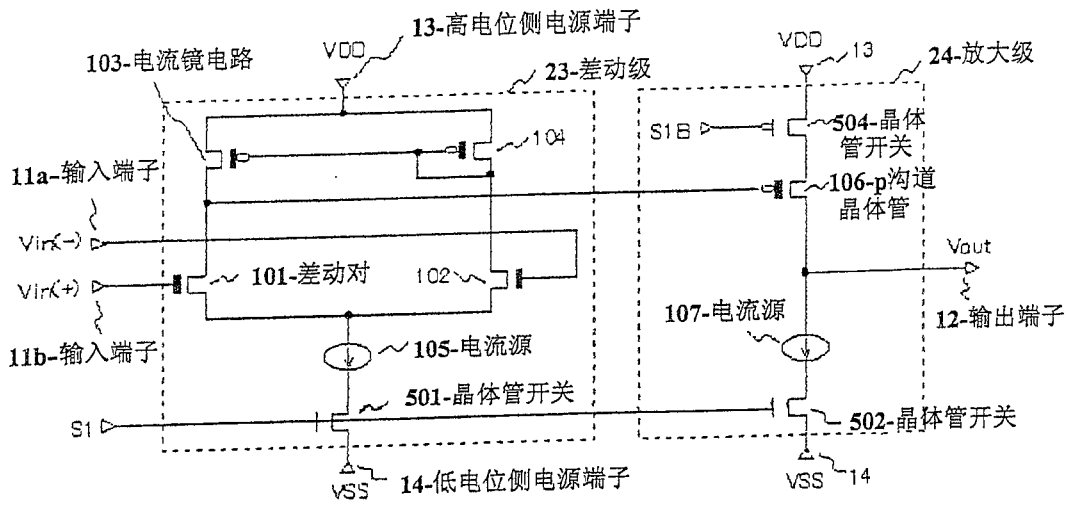 13-高电位侧电源端子
VDD
103-电流镜电路
23-差动级
VDD
13
24-放大级
104
S1B
504-晶体
管开关
11a-输入端子
106-p沟道
晶体管
Vin(-)
Vout
Vin(+)
101-差动对
102
107-电流源
12-输出端子
11b-输入端子
105-电流源
501-晶体管开关
S1
502-晶体管开关
VSS
14-低电位侧电源端子
VSS
14